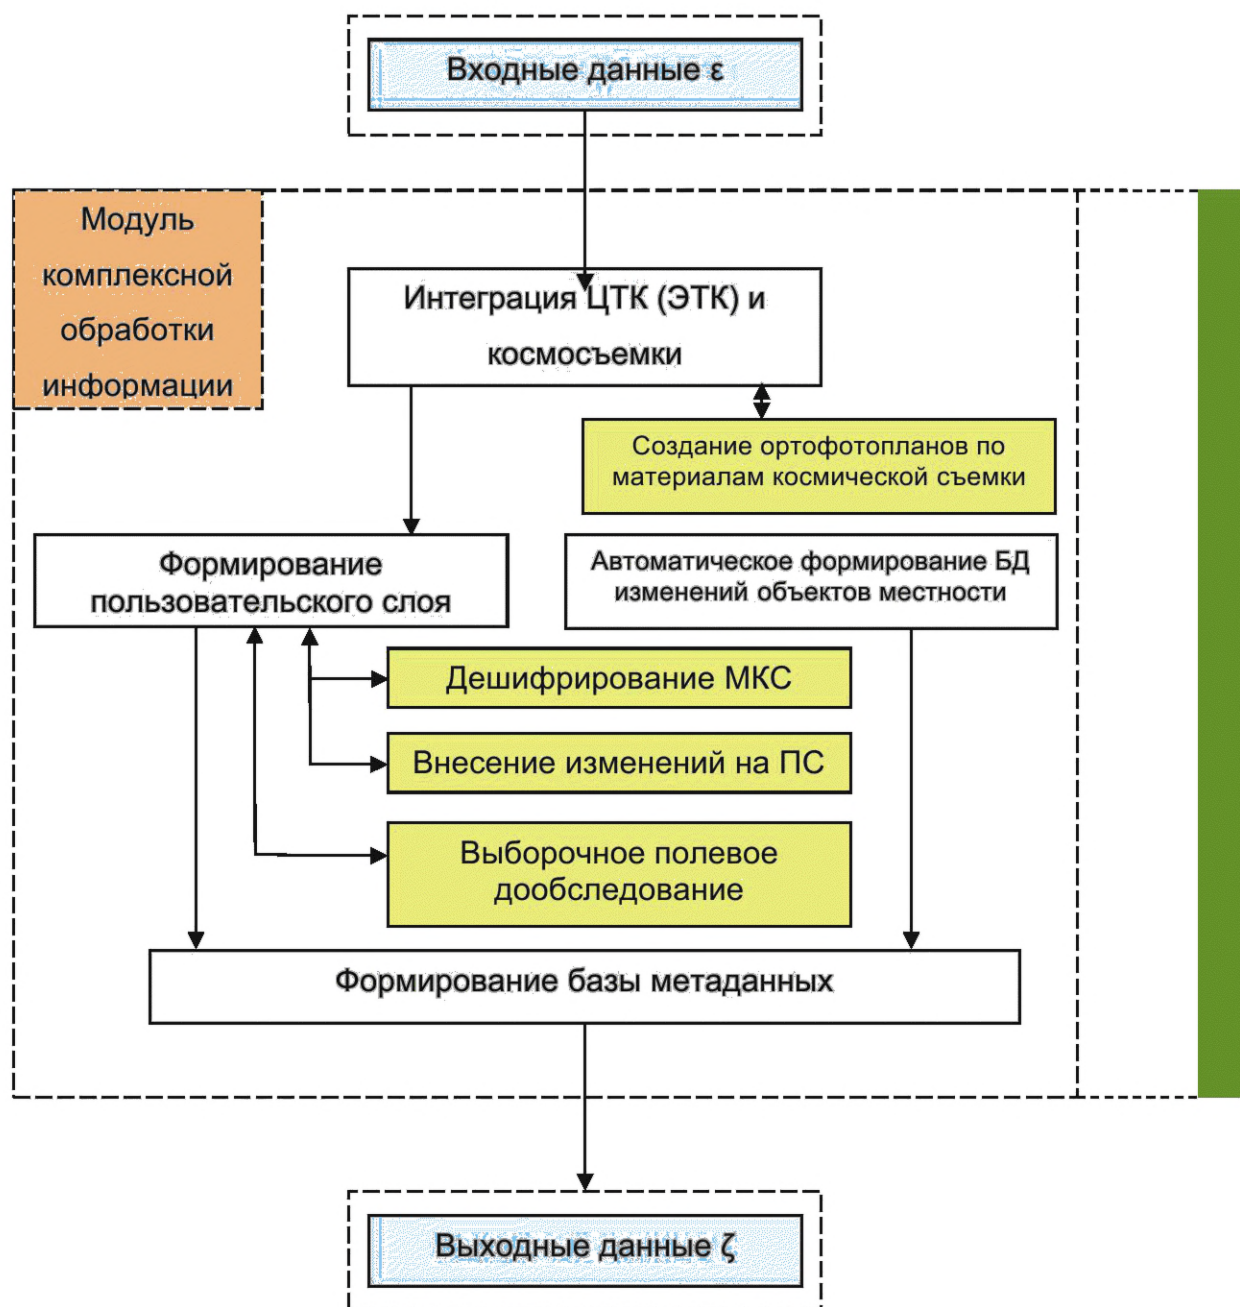 Входные данные ε
Модуль
комплексной
обработки
информации
Интеграция ЦТК (ЭТК) и
космосъемки
Создание ортофотопланов по
материалам космической съемки
Формирование
пользовательского слоя
Автоматическое формирование БД
изменений объектов местности
Дешифрирование МКС
Внесение изменений на ПС
Выборочное полевое
дообследование
Формирование базы метаданных
Выходные данные ζ